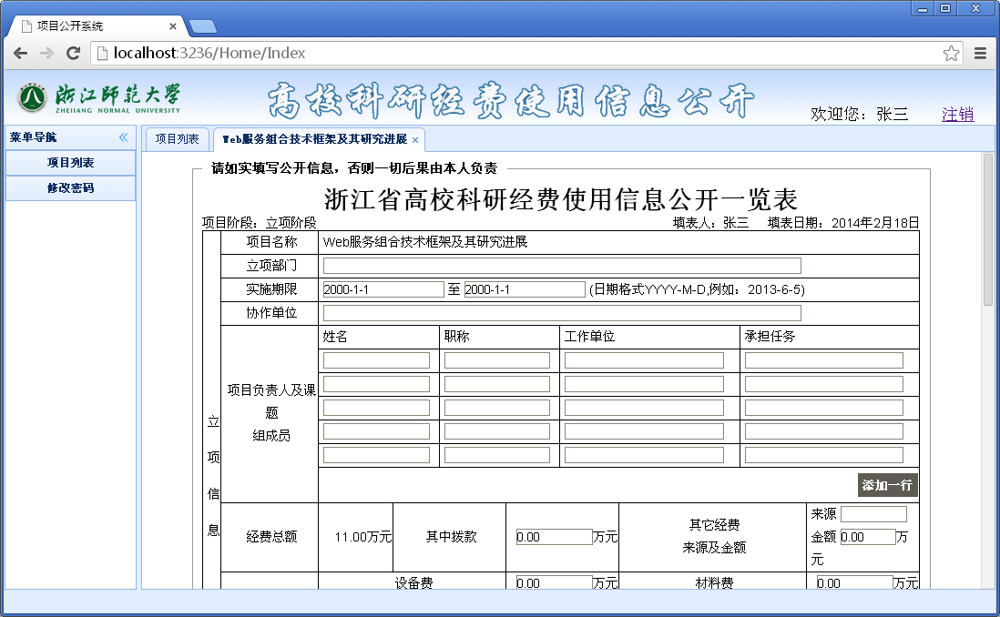 项目公开系统
localhost:3236/Home/Index
浙江师范大学
ZHEJIANG NORMAL UNIVERSITY
高校科研经费使用信息公开
欢迎您：张三 注销
菜单导航
项目列表
修改密码
项目列表 Web服务组合技术框架及其研究进展
请如实填写公开信息，否则一切后果由本人负责
浙江省高校科研经费使用信息公开一览表
项目阶段：立项阶段 填表人：张三 填表日期：2014年2月18日
立项信息
项目名称 Web服务组合技术框架及其研究进展
立项部门
实施期限 2000-1-1 至 2000-1-1 (日期格式YYYY-M-D,例如：2013-6-5)
协作单位
项目负责人及课
题
组成员
姓名 职称 工作单位 承担任务
添加一行
经费总额 11.00万元 其中拨款 0.00 万元
其它经费
来源及金额
来源
金额 0.00 万
元
设备费 0.00 万元 材料费 0.00 万元